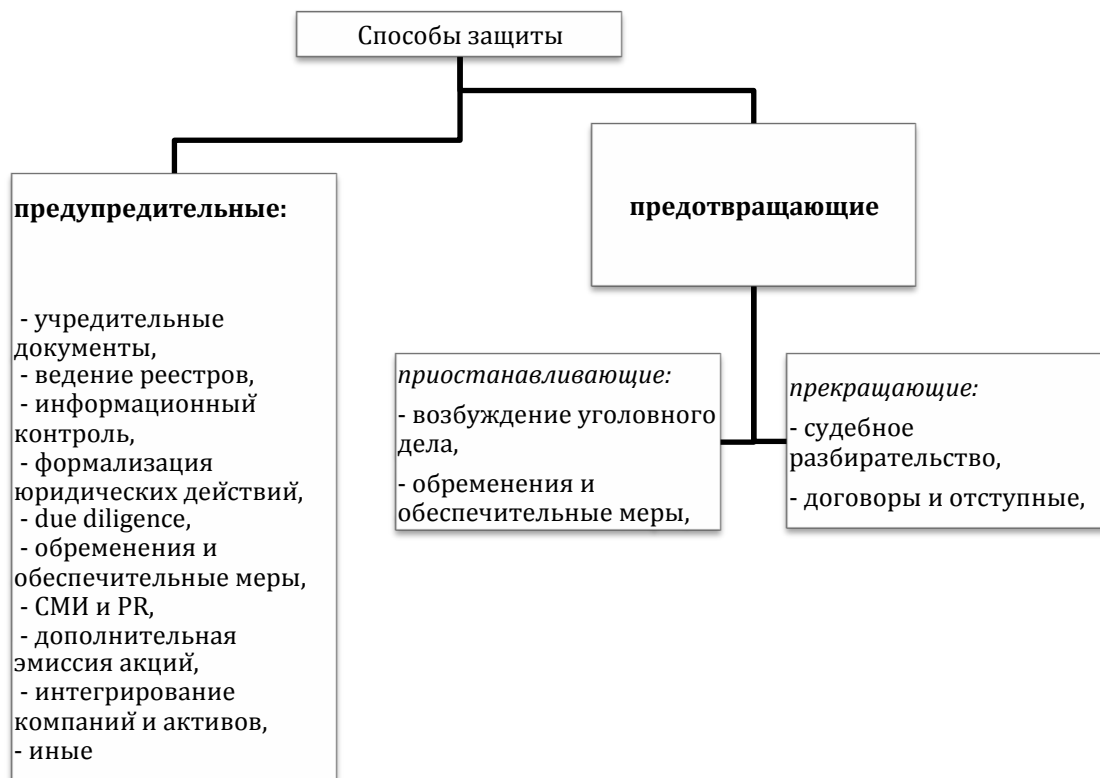 Способы защиты
предупредительные:
- учредительные
документы,
- ведение реестров,
- информационный
контроль,
- формализация
юридических действий,
- due diligence,
- обременения и
обеспечительные меры,
- СМИ и PR,
- дополнительная
эмиссия акций,
- интегрирование
компаний и активов,
- иные
предотвращающие
приостанавливающие:
- возбуждение уголовного
дела,
- обременения и
обеспечительные меры,
прекращающие:
- судебное
разбирательство,
- договоры и отступные,